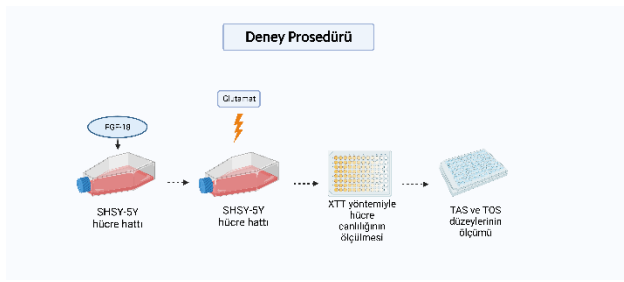 Deney Prosedürü
Glutamat
FGF-18
SHSY-5Y
hücre hattı
SHSY-5Y
hücre hattı
XTT yöntemiyle
hücre
canlılığının
ölçülmesi
TAS ve TOS
düzeylerinin
ölçümü